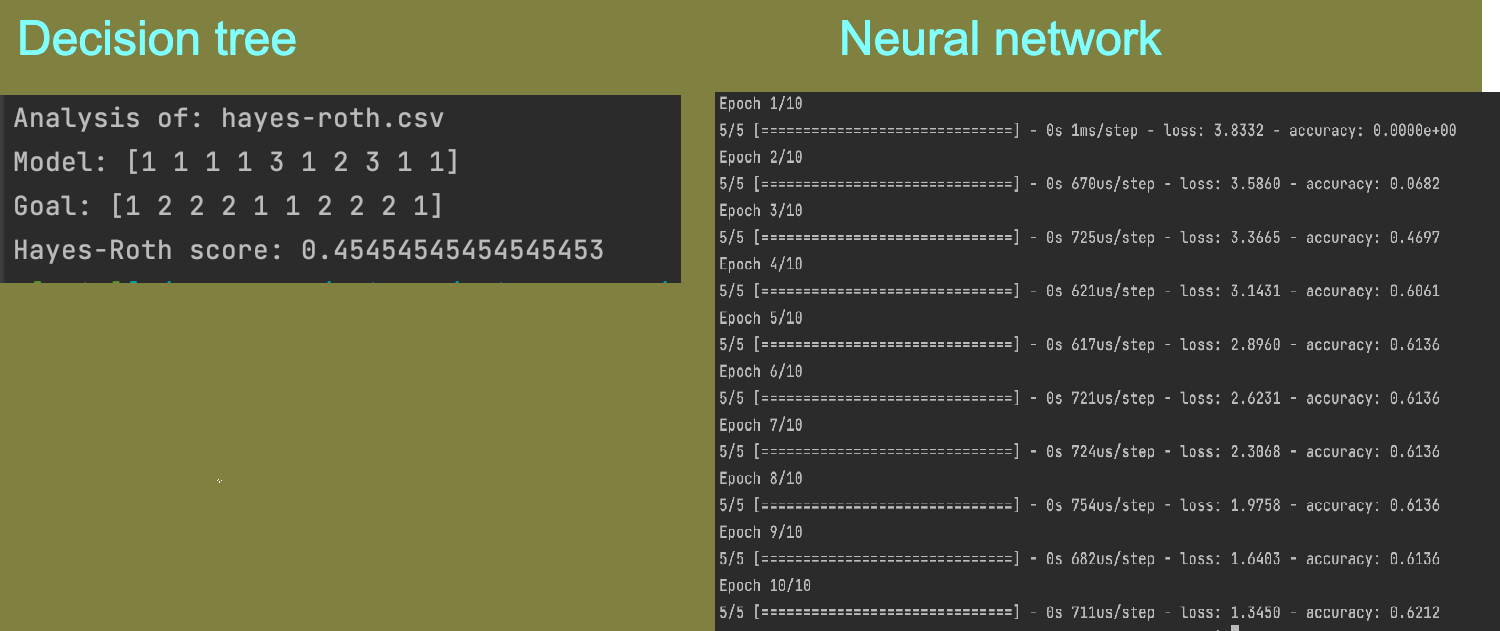 Decision tree
Neural network
Analysis of: hayes-roth.csv
Model: [1 1 1 1 3 1 2 3 1 1]
Goal: [1 2 2 2 1 1 2 2 2 1]
Hayes-Roth score: 0.45454545454545453
Epoch 1/10
5/5 [==============================] - 0s 1ms/step - loss: 3.8332 - accuracy: 0.0000e+00
Epoch 2/10
5/5 [==============================] - 0s 670us/step - loss: 3.5860 - accuracy: 0.0682
Epoch 3/10
5/5 [==============================] - 0s 725us/step - loss: 3.3665 - accuracy: 0.4697
Epoch 4/10
5/5 [==============================] - 0s 621us/step - loss: 3.1431 - accuracy: 0.6061
Epoch 5/10
5/5 [==============================] - 0s 617us/step - loss: 2.8960 - accuracy: 0.6136
Epoch 6/10
5/5 [==============================] - 0s 721us/step - loss: 2.6231 - accuracy: 0.6136
Epoch 7/10
5/5 [==============================] - 0s 724us/step - loss: 2.3068 - accuracy: 0.6136
Epoch 8/10
5/5 [==============================] - 0s 754us/step - loss: 1.9758 - accuracy: 0.6136
Epoch 9/10
5/5 [==============================] - 0s 682us/step - loss: 1.6403 - accuracy: 0.6136
Epoch 10/10
5/5 [==============================] - 0s 711us/step - loss: 1.3450 - accuracy: 0.6212